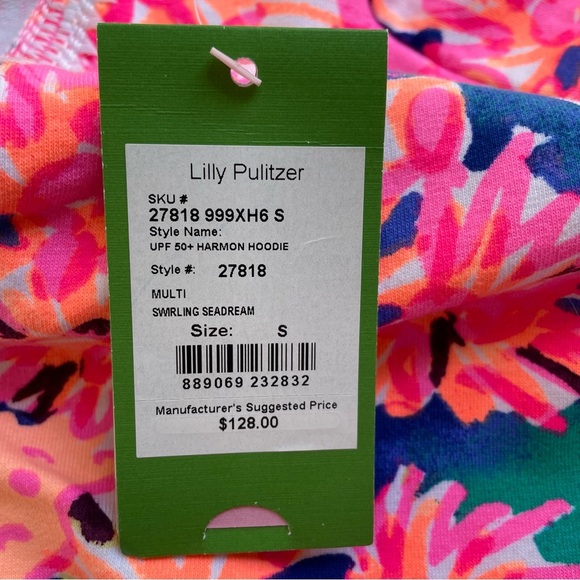 Lilly Pulitzer
SKU #
27818 999XH6 S
Style Name:
UPF 50+ HARMON HOODIE
Style #: 27818
MULTI
SWIRLING SEADREAM
Size: S
889069 232832
Manufacturer's Suggested Price
$128.00